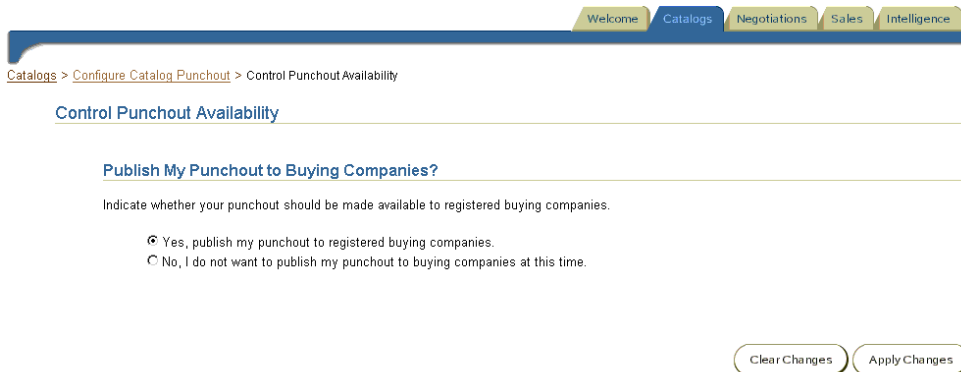 Welcome Catalogs Negotiations Sales Intelligence
Catalogs > Configure Catalog Punchout > Control Punchout Availability
Control Punchout Availability
Publish My Punchout to Buying Companies?
Indicate whether your punchout should be made available to registered buying companies.
Yes, publish my punchout to registered buying companies.
No, I do not want to publish my punchout to buying companies at this time.
Clear Changes Apply Changes